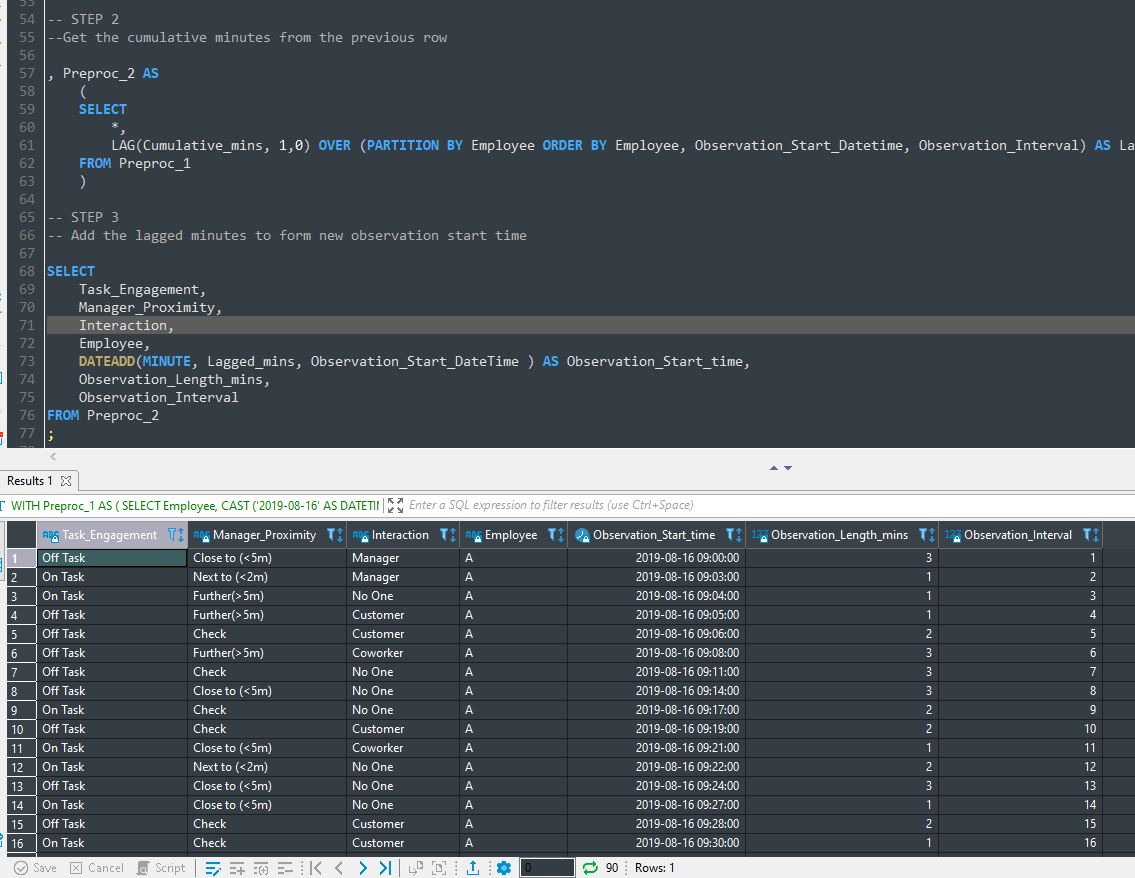 53
54 -- STEP 2
55 --Get the cumulative minutes from the previous row
56
57 , Preproc_2 AS
58 (
59 SELECT
60 *,
61 LAG(Cumulative_mins, 1,0) OVER (PARTITION BY Employee ORDER BY Employee, Observation_Start_Datetime, Observation_Interval) AS La
62 FROM Preproc_1
63 )
64
65 -- STEP 3
66 -- Add the lagged minutes to form new observation start time
67
68 SELECT
69 Task_Engagement,
70 Manager_Proximity,
71 Interaction,
72 Employee,
73 DATEADD(MINUTE, Lagged_mins, Observation_Start_DateTime ) AS Observation_Start_time,
74 Observation_Length_mins,
75 Observation_Interval
76 FROM Preproc_2
77 ;
Results 1
WITH Preproc_1 AS ( SELECT Employee, CAST ('2019-08-16' AS DATETI Enter a SQL expression to filter results (use Ctrl+Space)
ABC Task_Engagement ABC Manager_Proximity ABC Interaction ABC Employee Observation_Start_time 123 Observation_Length_mins 123 Observation_Interval
1 Off Task Close to (<5m) Manager A 2019-08-16 09:00:00 3 1
2 On Task Next to (<2m) Manager A 2019-08-16 09:03:00 1 2
3 On Task Further(>5m) No One A 2019-08-16 09:04:00 1 3
4 Off Task Further(>5m) Customer A 2019-08-16 09:05:00 1 4
5 Off Task Check Customer A 2019-08-16 09:06:00 2 5
6 Off Task Further(>5m) Coworker A 2019-08-16 09:08:00 3 6
7 Off Task Check No One A 2019-08-16 09:11:00 3 7
8 Off Task Close to (<5m) No One A 2019-08-16 09:14:00 3 8
9 On Task Check No One A 2019-08-16 09:17:00 2 9
10 Off Task Check Customer A 2019-08-16 09:19:00 2 10
11 On Task Close to (<5m) Coworker A 2019-08-16 09:21:00 1 11
12 On Task Next to (<2m) No One A 2019-08-16 09:22:00 2 12
13 Off Task Close to (<5m) No One A 2019-08-16 09:24:00 3 13
14 On Task Close to (<5m) No One A 2019-08-16 09:27:00 1 14
15 Off Task Check Customer A 2019-08-16 09:28:00 2 15
16 On Task Check Customer A 2019-08-16 09:30:00 1 16
Save Cancel Script 0 90 Rows: 1